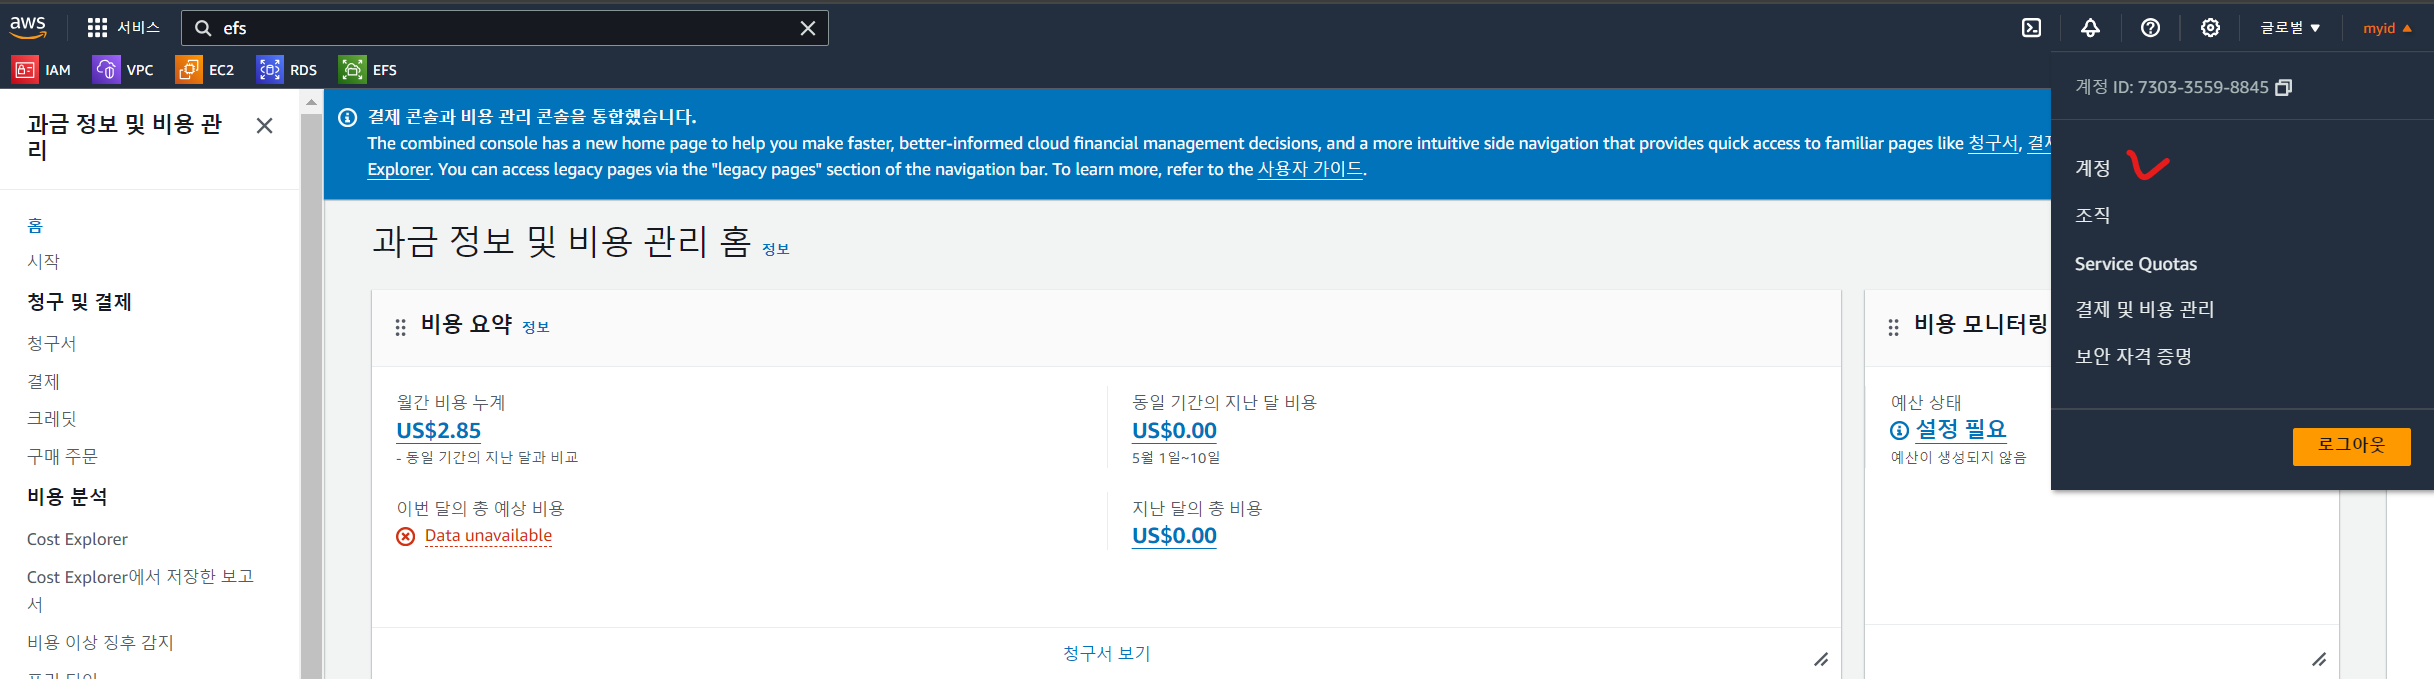 aws
서비스
efs
글로벌
myid
IAM
VPC
EC2
RDS
EFS
과금 정보 및 비용 관
리
홈
시작
청구 및 결제
청구서
결제
크레딧
구매 주문
비용 분석
Cost Explorer
Cost Explorer에서 저장한 보고
서
비용 이상 징후 감지
프리 티어
결제 콘솔과 비용 관리 콘솔을 통합했습니다.
The combined console has a new home page to help you make faster, better-informed cloud financial management decisions, and a more intuitive side navigation that provides quick access to familiar pages like 청구서, 결제
Explorer. You can access legacy pages via the "legacy pages" section of the navigation bar. To learn more, refer to the 사용자 가이드.
과금 정보 및 비용 관리 홈 정보
비용 요약 정보
월간 비용 누계
US$2.85
- 동일 기간의 지난 달과 비교
동일 기간의 지난 달 비용
US$0.00
5월 1일~10일
이번 달의 총 예상 비용
Data unavailable
지난 달의 총 비용
US$0.00
청구서 보기
비용 모니터링
예산 상태
설정 필요
예산이 생성되지 않음
계정 ID: 7303-3559-8845
계정
조직
Service Quotas
결제 및 비용 관리
보안 자격 증명
로그아웃